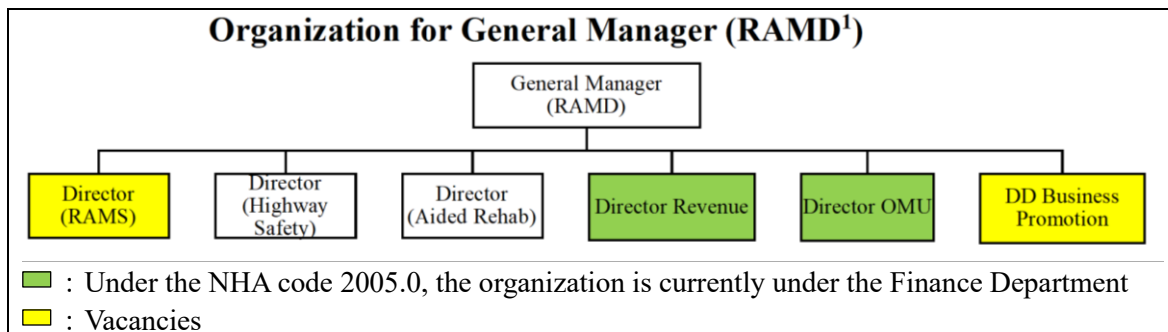 Organization for General Manager (RAMD¹)
General Manager
(RAMD)
Director
(RAMS)
Director
(Highway
Safety)
Director
(Aided Rehab)
Director Revenue
Director OMU
DD Business
Promotion
: Under the NHA code 2005.0, the organization is currently under the Finance Department
: Vacancies